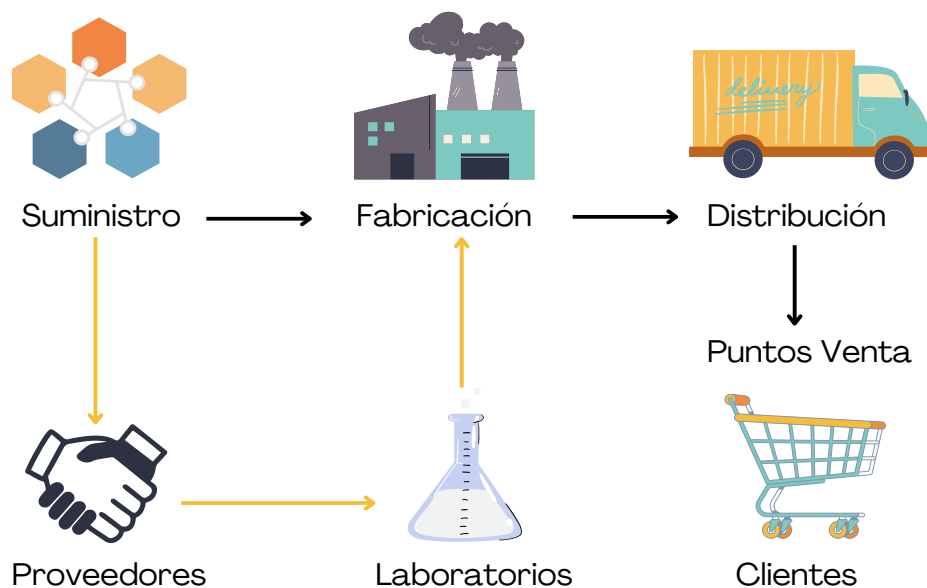 delivery
Suministro
Fabricación
Distribución
Puntos Venta
Proveedores
Laboratorios
Clientes